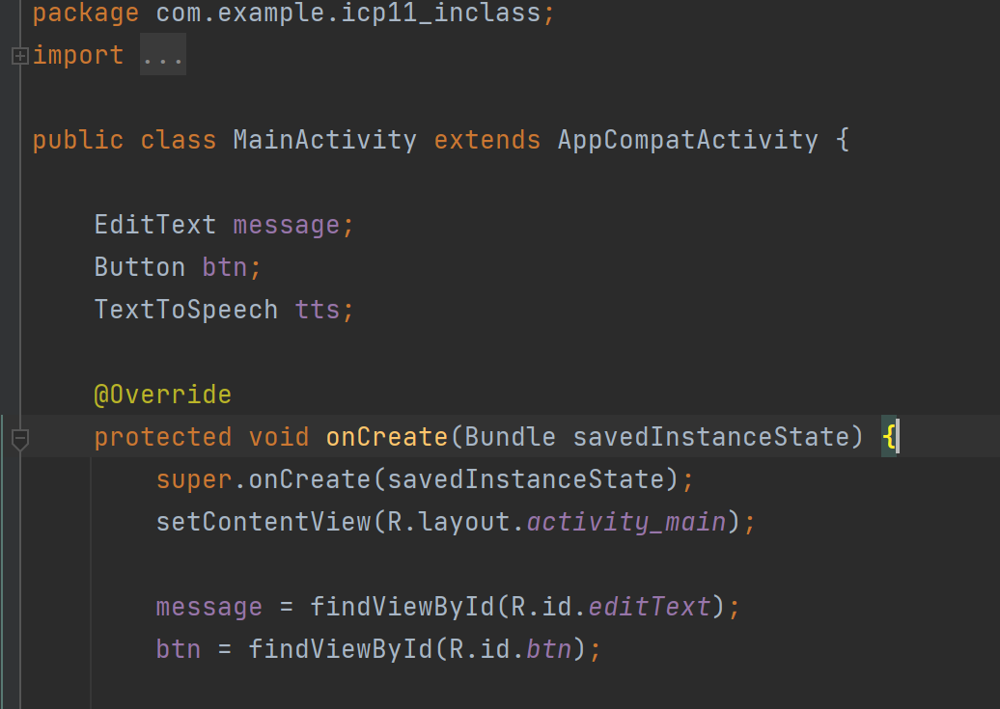 package com.example.icp11_inclass;
import ...
public class MainActivity extends AppCompatActivity {
EditText message;
Button btn;
TextToSpeech tts;
@Override
protected void onCreate(Bundle savedInstanceState) {
super.onCreate(savedInstanceState);
setContentView(R.layout.activity_main);
message = findViewById(R.id.editText);
btn = findViewById(R.id.btn);